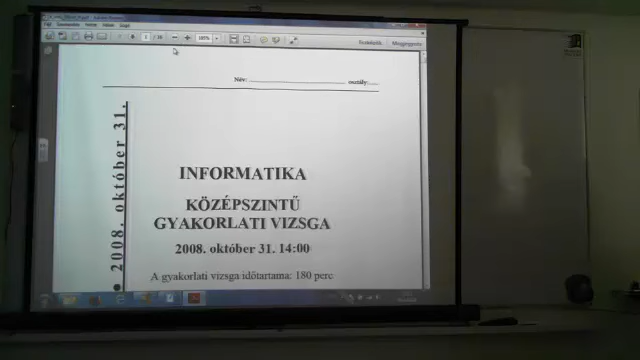 Név: osztály:
2008. október 31.
INFORMATIKA
KÖZÉPSZINTŰ
GYAKORLATI VIZSGA
2008. október 31. 14:00
A gyakorlati vizsga időtartama: 180 perc